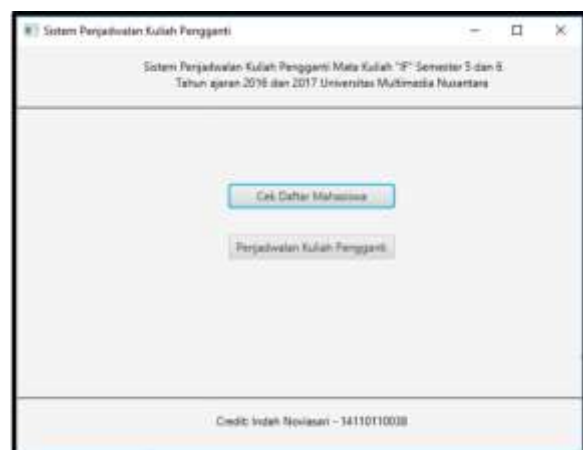 Sistem Penjadwalan Kuliah Pengganti
Sistem Penjadwalan Kuliah Pengganti Mata Kuliah "IF" Semester 5 dan 6
Tahun ajaran 2016 dan 2017 Universitas Multimedia Nusantara
Cek Daftar Mahasiswa
Penjadwalan Kuliah Pengganti
Credit: Indah Noviasari - 14110110038